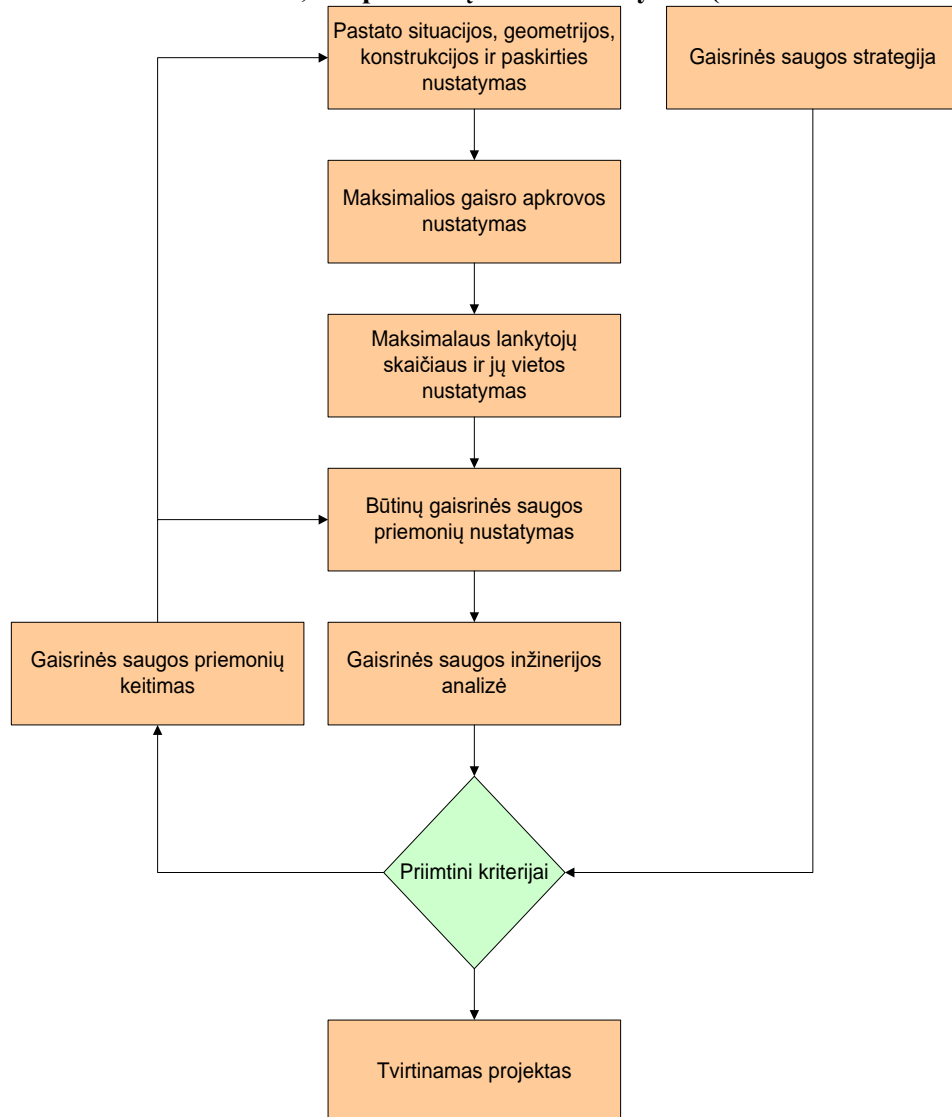 Pastato situacijos, geometrijos,
konstrukcijos ir paskirties
nustatymas
Gaisrinės saugos strategija
Maksimalios gaisro apkrovos
nustatymas
Maksimalaus lankytojų
skaičiaus ir jų vietos
nustatymas
Būtinų gaisrinės saugos
priemonių nustatymas
Gaisrinės saugos priemonių
keitimas
Gaisrinės saugos inžinerijos
analizė
Priimtini kriterijai
Tvirtinamas projektas